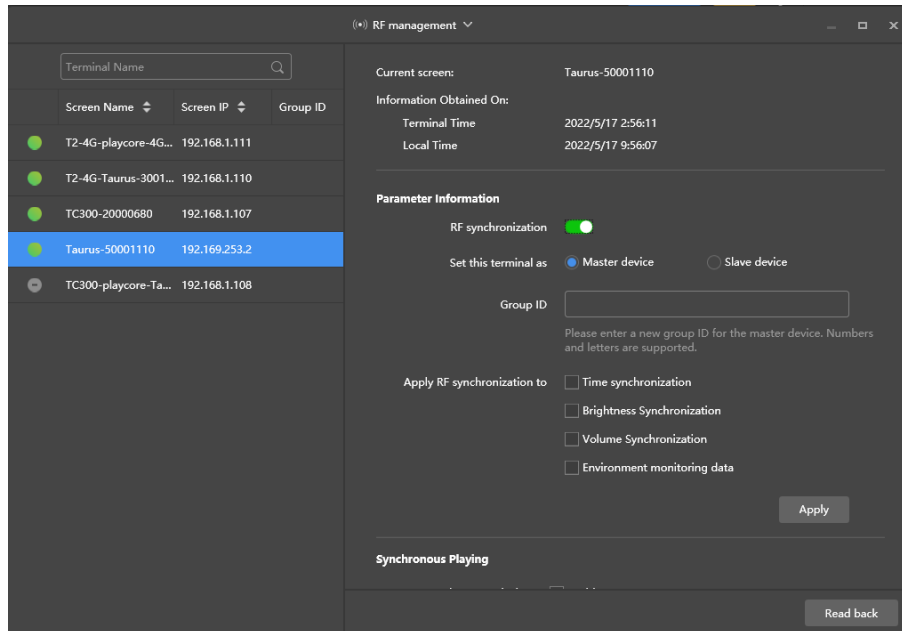 RF management
Terminal Name
Screen Name Screen IP Group ID
T2-4G-playcore-4G... 192.168.1.111
T2-4G-Taurus-3001... 192.168.1.110
TC300-20000680 192.168.1.107
Taurus-50001110 192.169.253.2
TC300-playcore-Ta... 192.168.1.108
Current screen: Taurus-50001110
Information Obtained On:
Terminal Time 2022/5/17 2:56:11
Local Time 2022/5/17 9:56:07
Parameter Information
RF synchronization
Set this terminal as Master device Slave device
Group ID
Please enter a new group ID for the master device. Numbers
and letters are supported.
Apply RF synchronization to Time synchronization
Brightness Synchronization
Volume Synchronization
Environment monitoring data
Apply
Synchronous Playing
Read back